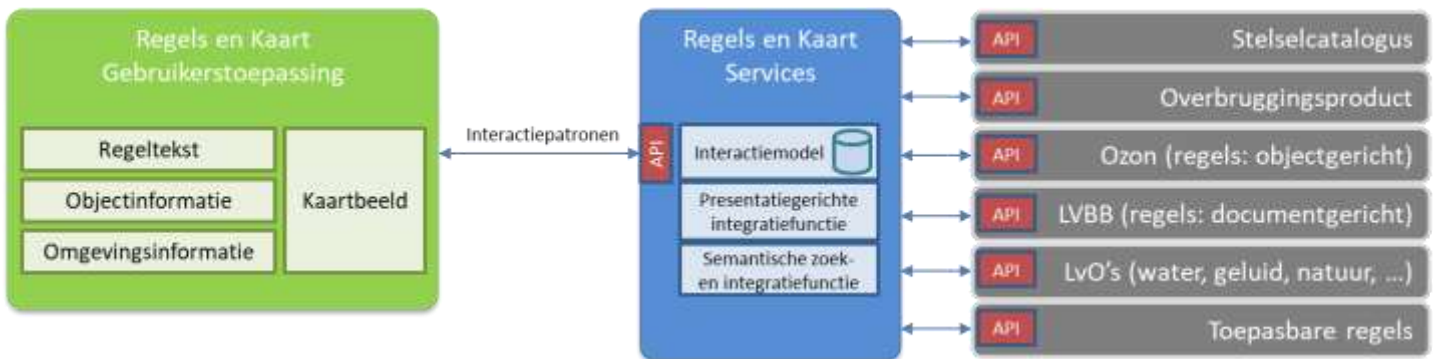 Regels en Kaart
Gebruikerstoepassing
Regeltekst
Objectinformatie
Omgevingsinformatie
Kaartbeeld
Interactiepatronen
Regels en Kaart
Services
API
Interactiemodel
Presentatiegerichte
integratiefunctie
Semantische zoek-
en integratiefunctie
API Stelselcatalogus
API Overbruggingsproduct
API Ozon (regels: objectgericht)
API LVBB (regels: documentgericht)
API LvO's (water, geluid, natuur, ...)
API Toepasbare regels